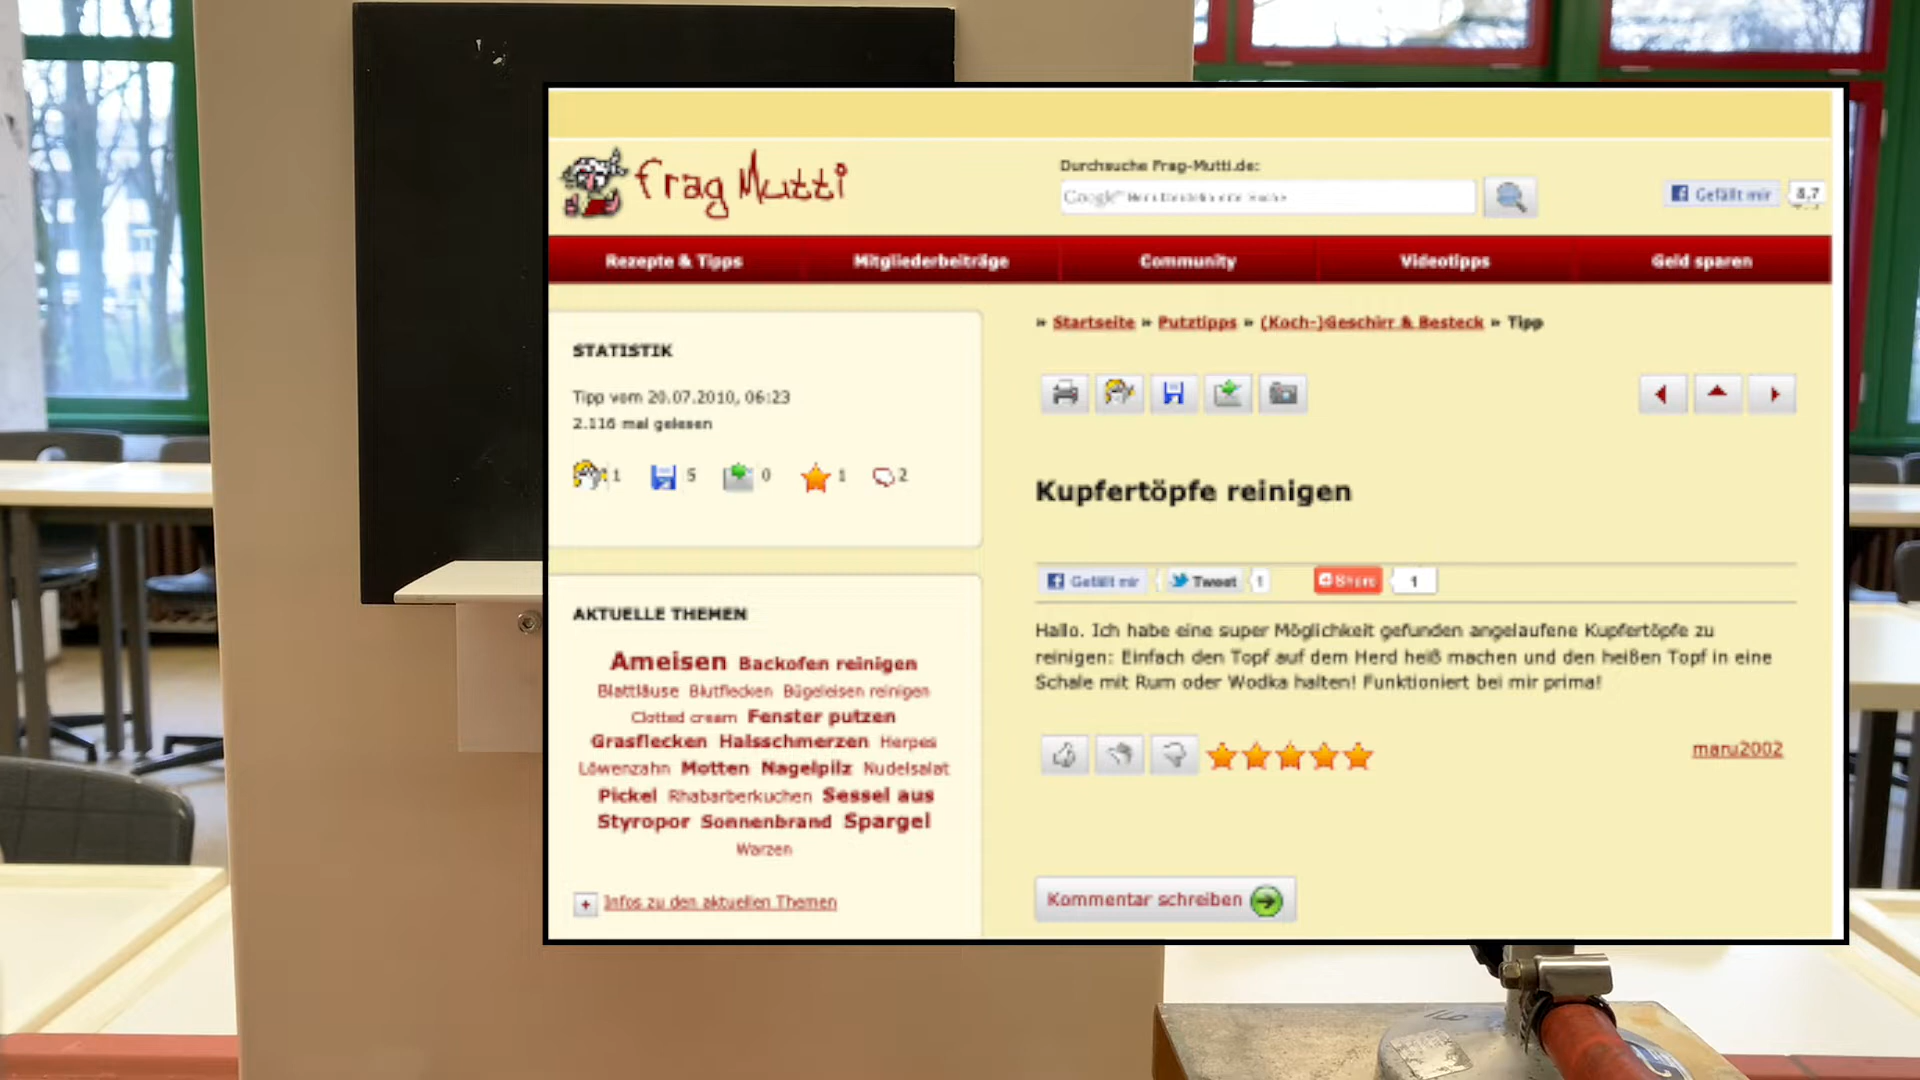 frag Mutti
Durchsuche Frag-Mutti.de:
Google™
Gefällt mir
8,7
Rezepte & Tipps
Mitgliederbeiträge
Community
Videotipps
Geld sparen
STATISTIK
Tipp vom 20.07.2010, 06:23
2.116 mal gelesen
1 5 0 1 2
AKTUELLE THEMEN
Ameisen Backofen reinigen
Blattläuse Blutflecken Bügeleisen reinigen
Clotted cream Fenster putzen
Grasflecken Halsschmerzen Herpes
Löwenzahn Motten Nagelpilz Nudelsalat
Pickel Rhabarberkuchen Sessel aus
Styropor Sonnenbrand Spargel
Warzen
Infos zu den aktuellen Themen
» Startseite » Putztipps » (Koch-)Geschirr & Besteck » Tipp
Kupfertöpfe reinigen
Gefällt mir Tweet 1 Share 1
Hallo. Ich habe eine super Möglichkeit gefunden angelaufene Kupfertöpfe zu
reinigen: Einfach den Topf auf dem Herd heiß machen und den heißen Topf in eine
Schale mit Rum oder Wodka halten! Funktioniert bei mir prima!
maru2002
Kommentar schreiben